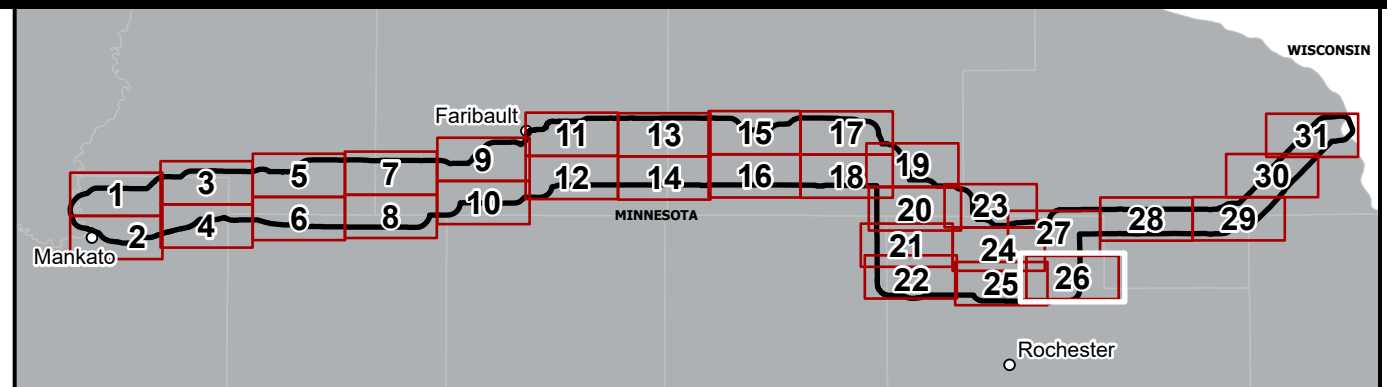 WISCONSIN
Faribault
11 13 15 17 31
9 19
5 7 30
3 12 14 16 18
1 10 20 23 28 29
MINNESOTA
4 6 8 27
2 21 24
Mankato
22 25 26
Rochester